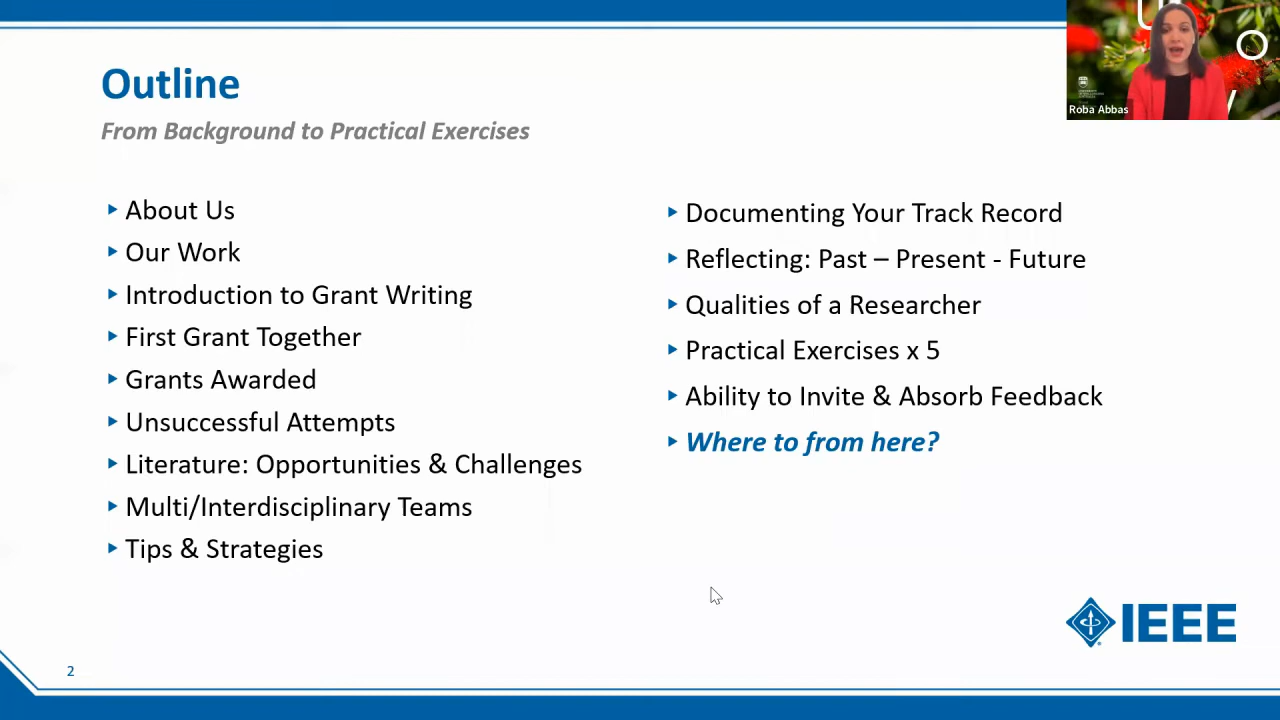 Outline
From Background to Practical Exercises
About Us
Our Work
Introduction to Grant Writing
First Grant Together
Grants Awarded
Unsuccessful Attempts
Literature: Opportunities & Challenges
Multi/Interdisciplinary Teams
Tips & Strategies
Documenting Your Track Record
Reflecting: Past – Present - Future
Qualities of a Researcher
Practical Exercises x 5
Ability to Invite & Absorb Feedback
Where to from here?
Roba Abbas
IEEE
2